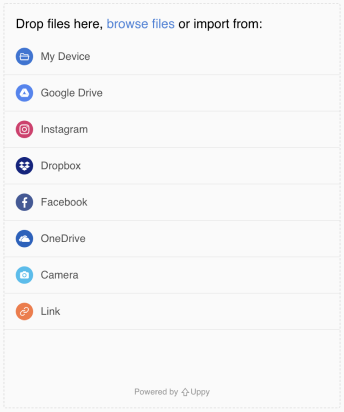 Drop files here, browse files or import from:
My Device
Google Drive
Instagram
Dropbox
Facebook
OneDrive
Camera
Link
Powered by Uppy